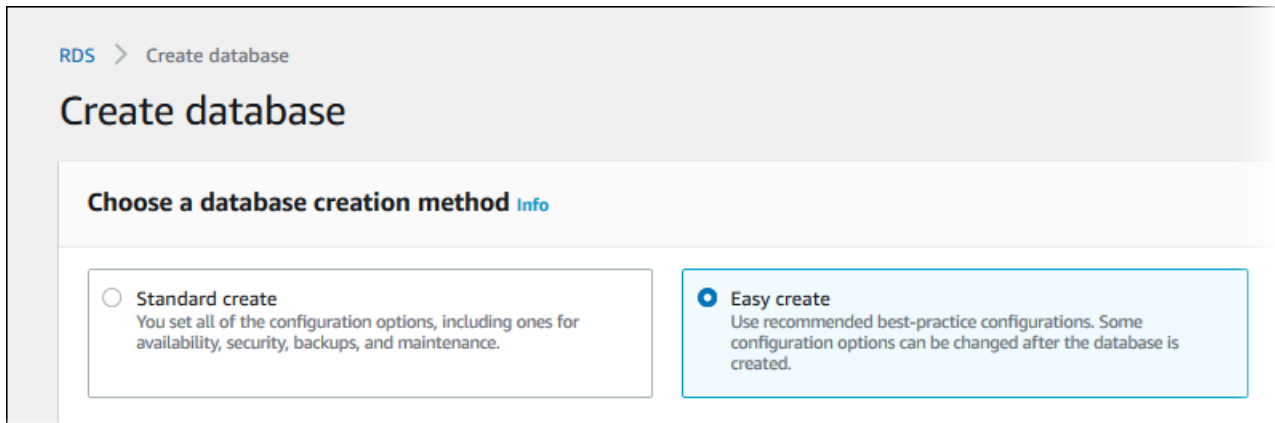 RDS > Create database
Create database
Choose a database creation method Info
Standard create
You set all of the configuration options, including ones for
availability, security, backups, and maintenance.
Easy create
Use recommended best-practice configurations. Some
configuration options can be changed after the database is
created.